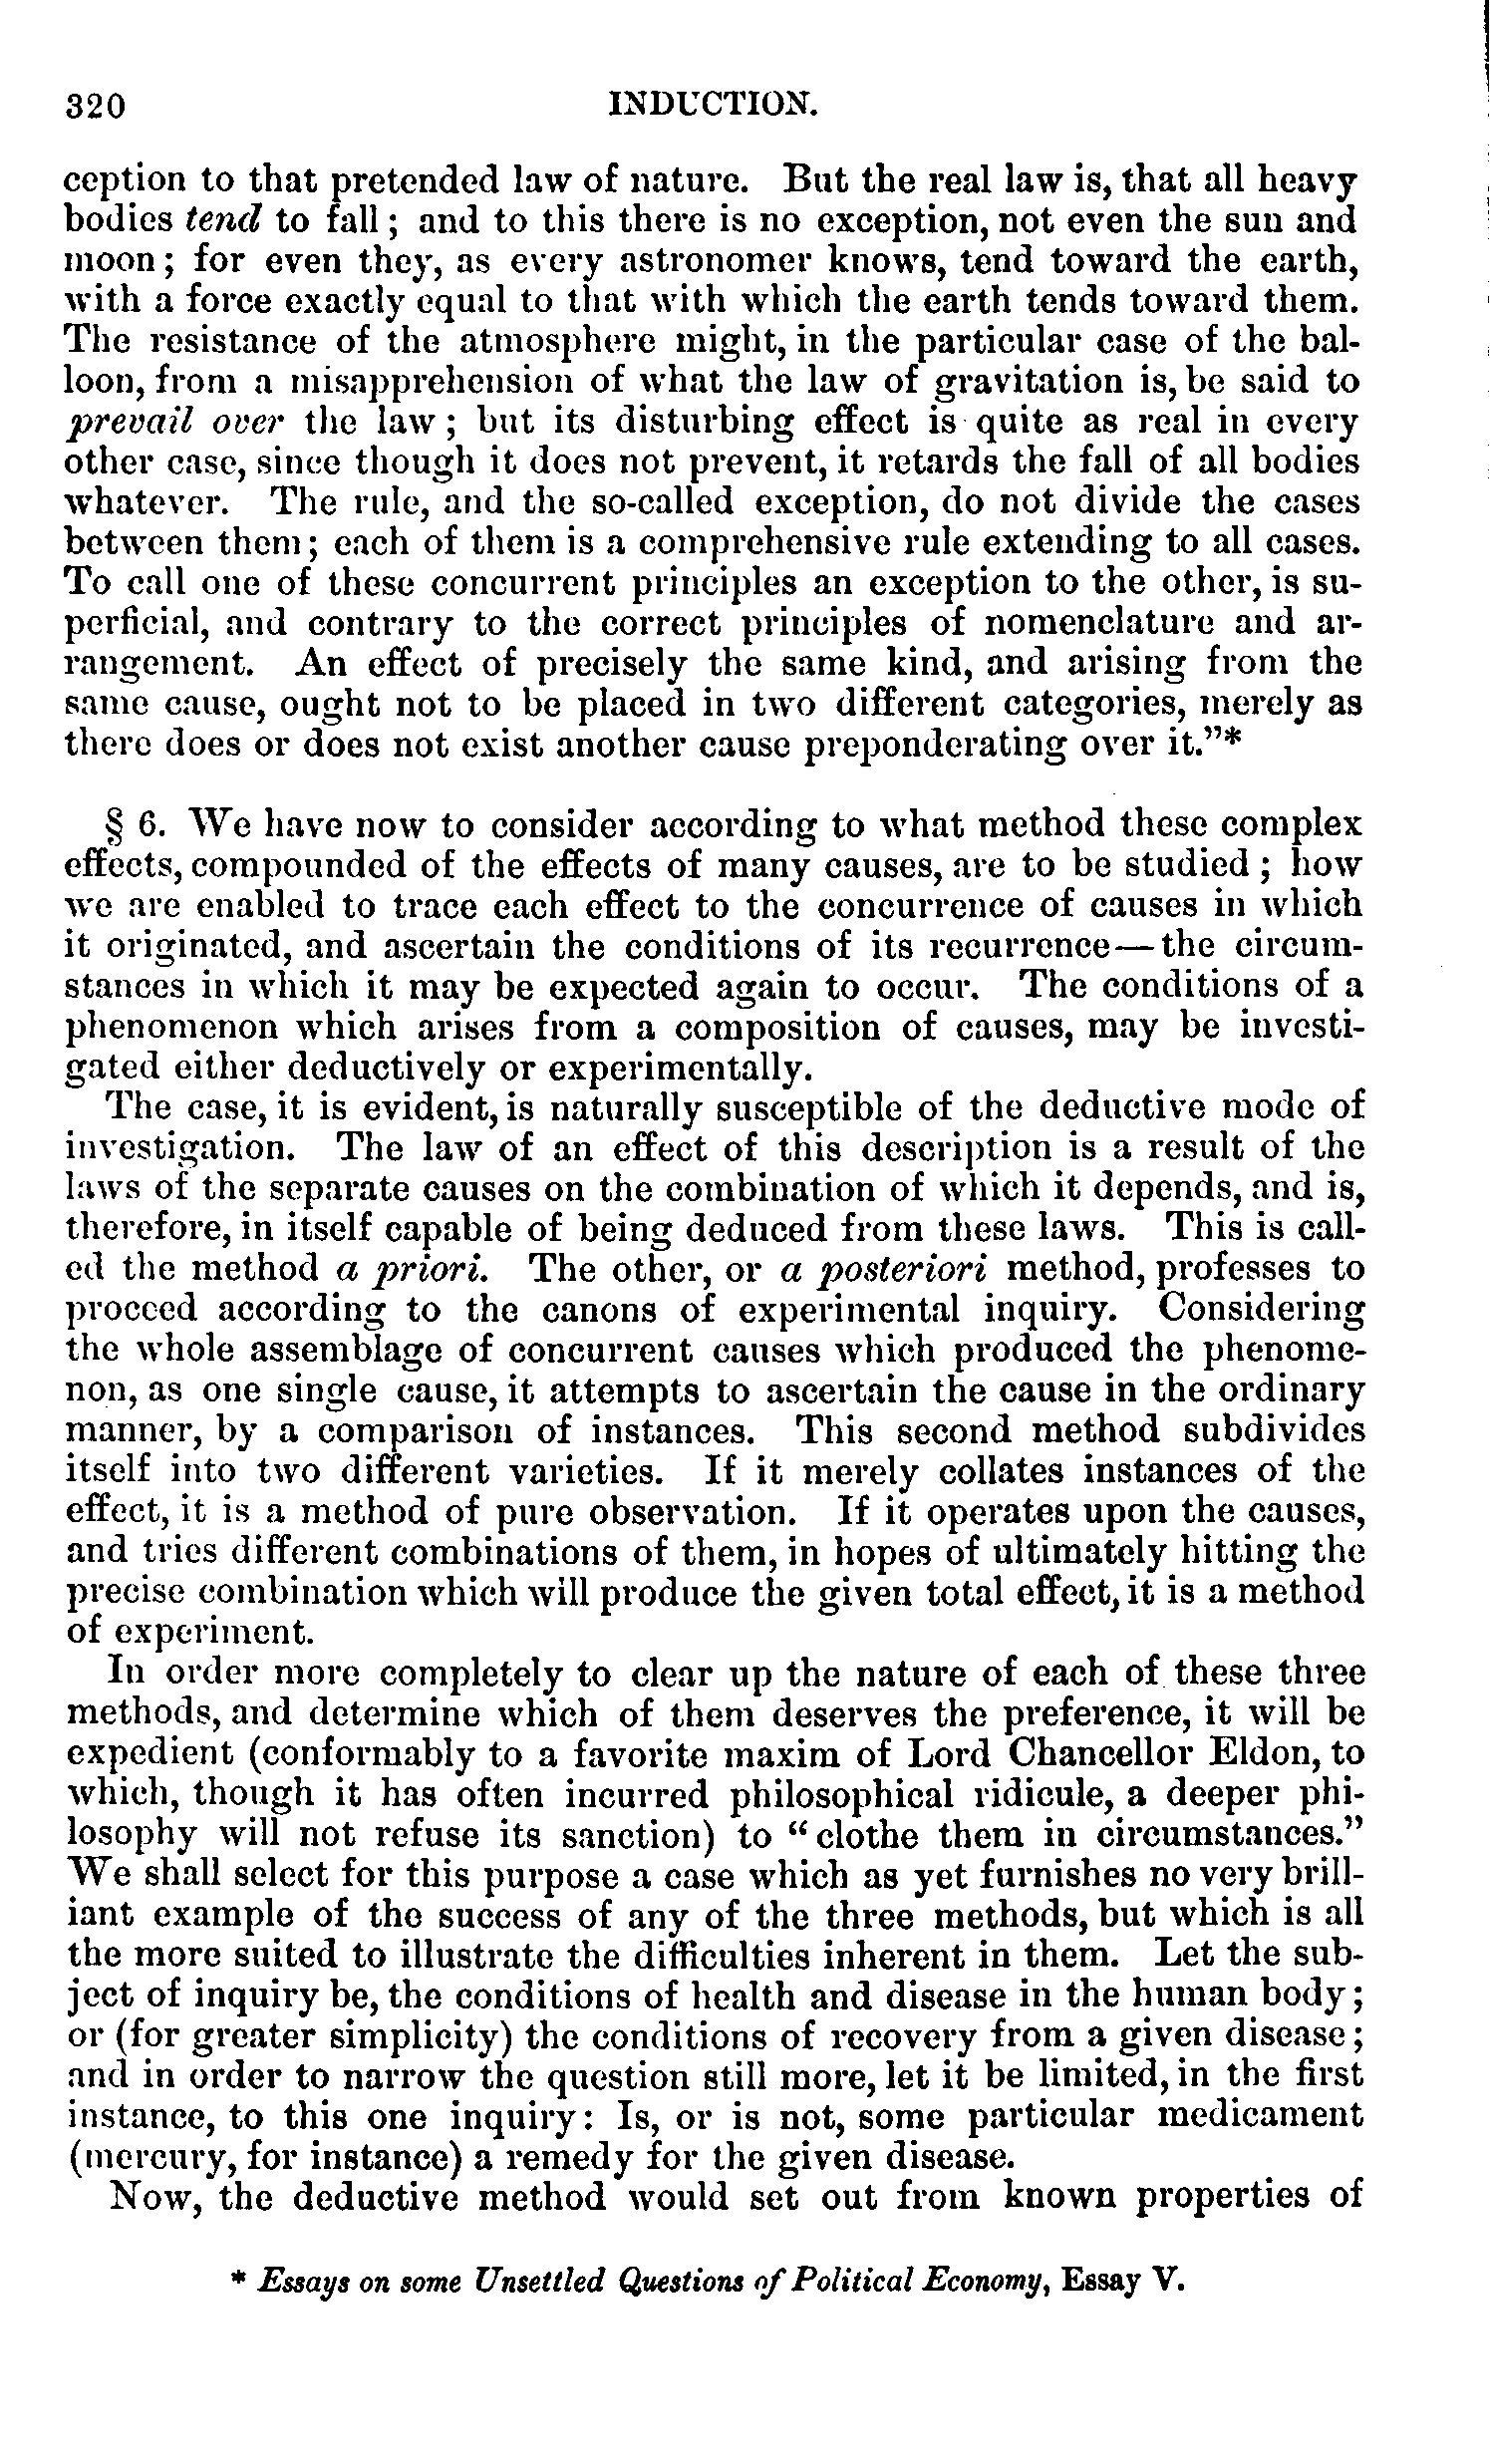 320 INDUCTION.
ception to that pretended law of nature. But the real law is, that all heavy
bodies tend to fall; and to this there is no exception, not even the sun and
moon; for even they, as every astronomer knows, tend toward the earth,
with a force exactly equal to that with which the earth tends toward them.
The resistance of the atmosphere might, in the particular case of the bal-
loon, from a misapprehension of what the law of gravitation is, be said to
prevail over the law; but its disturbing effect is quite as real in every
other case, since though it does not prevent, it retards the fall of all bodies
whatever. The rule, and the so-called exception, do not divide the cases
between them; each of them is a comprehensive rule extending to all cases.
To call one of these concurrent principles an exception to the other, is su-
perficial, and contrary to the correct principles of nomenclature and ar-
rangement. An effect of precisely the same kind, and arising from the
same cause, ought not to be placed in two different categories, merely as
there does or does not exist another cause preponderating over it."*
§ 6. We have now to consider according to what method these complex
effects, compounded of the effects of many causes, are to be studied; how
we are enabled to trace each effect to the concurrence of causes in which
it originated, and ascertain the conditions of its recurrence—the circum-
stances in which it may be expected again to occur. The conditions of a
phenomenon which arises from a composition of causes, may be investi-
gated either deductively or experimentally.
The case, it is evident, is naturally susceptible of the deductive mode of
investigation. The law of an effect of this description is a result of the
laws of the separate causes on the combination of which it depends, and is,
therefore, in itself capable of being deduced from these laws. This is call-
ed the method a priori. The other, or a posteriori method, professes to
proceed according to the canons of experimental inquiry. Considering
the whole assemblage of concurrent causes which produced the phenome-
non, as one single cause, it attempts to ascertain the cause in the ordinary
manner, by a comparison of instances. This second method subdivides
itself into two different varieties. If it merely collates instances of the
effect, it is a method of pure observation. If it operates upon the causes,
and tries different combinations of them, in hopes of ultimately hitting the
precise combination which will produce the given total effect, it is a method
of experiment.
In order more completely to clear up the nature of each of these three
methods, and determine which of them deserves the preference, it will be
expedient (conformably to a favorite maxim of Lord Chancellor Eldon, to
which, though it has often incurred philosophical ridicule, a deeper phi-
losophy will not refuse its sanction) to "clothe them in circumstances."
We shall select for this purpose a case which as yet furnishes no very brill-
iant example of the success of any of the three methods, but which is all
the more suited to illustrate the difficulties inherent in them. Let the sub-
ject of inquiry be, the conditions of health and disease in the human body;
or (for greater simplicity) the conditions of recovery from a given disease;
and in order to narrow the question still more, let it be limited, in the first
instance, to this one inquiry: Is, or is not, some particular medicament
(mercury, for instance) a remedy for the given disease.
Now, the deductive method would set out from known properties of
* Essays on some Unsettled Questions of Political Economy, Essay V.